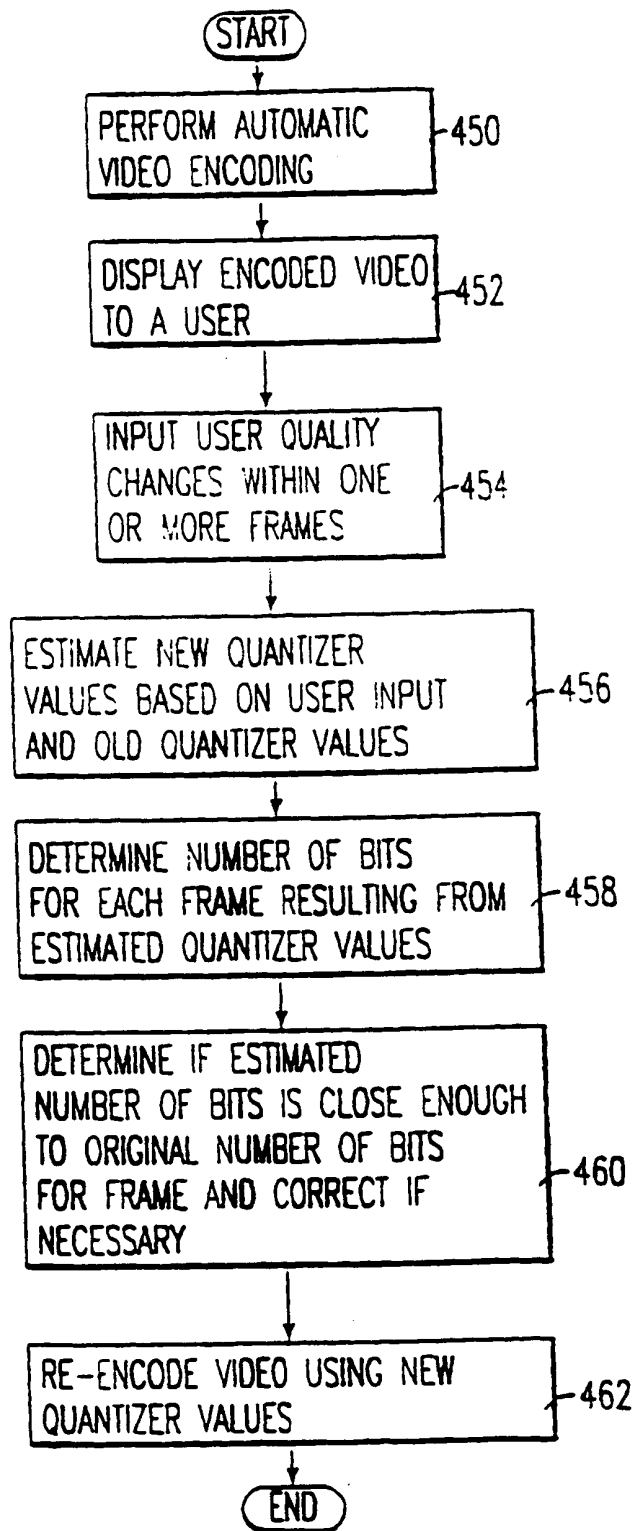 START
PERFORM AUTOMATIC
VIDEO ENCODING
450
DISPLAY ENCODED VIDEO
TO A USER
452
INPUT USER QUALITY
CHANGES WITHIN ONE
OR MORE FRAMES
454
ESTIMATE NEW QUANTIZER
VALUES BASED ON USER INPUT
AND OLD QUANTIZER VALUES
456
DETERMINE NUMBER OF BITS
FOR EACH FRAME RESULTING FROM
ESTIMATED QUANTIZER VALUES
458
DETERMINE IF ESTIMATED
NUMBER OF BITS IS CLOSE ENOUGH
TO ORIGINAL NUMBER OF BITS
FOR FRAME AND CORRECT IF
NECESSARY
460
RE-ENCODE VIDEO USING NEW
QUANTIZER VALUES
462
END